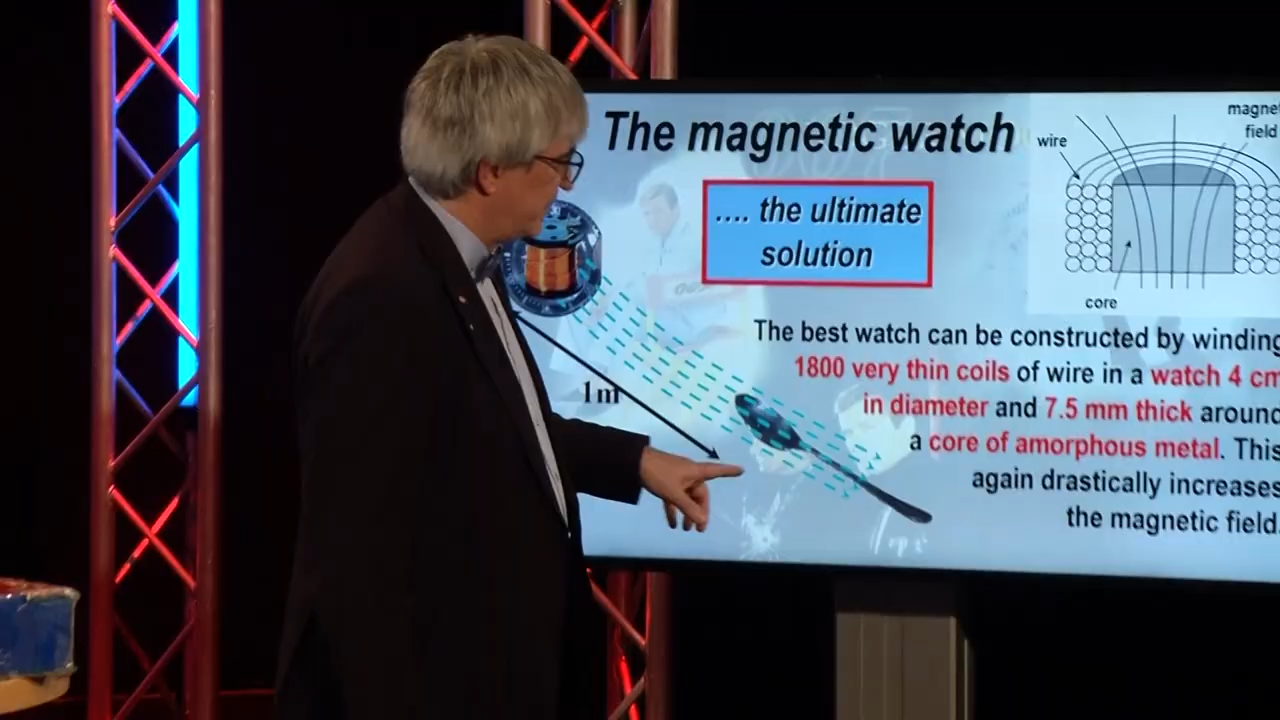 The magnetic watch
.... the ultimate
solution
wire
magne
field
core
The best watch can be constructed by winding
1800 very thin coils of wire in a watch 4 cm
in diameter and 7.5 mm thick around
a core of amorphous metal. This
again drastically increases
the magnetic field.
1m